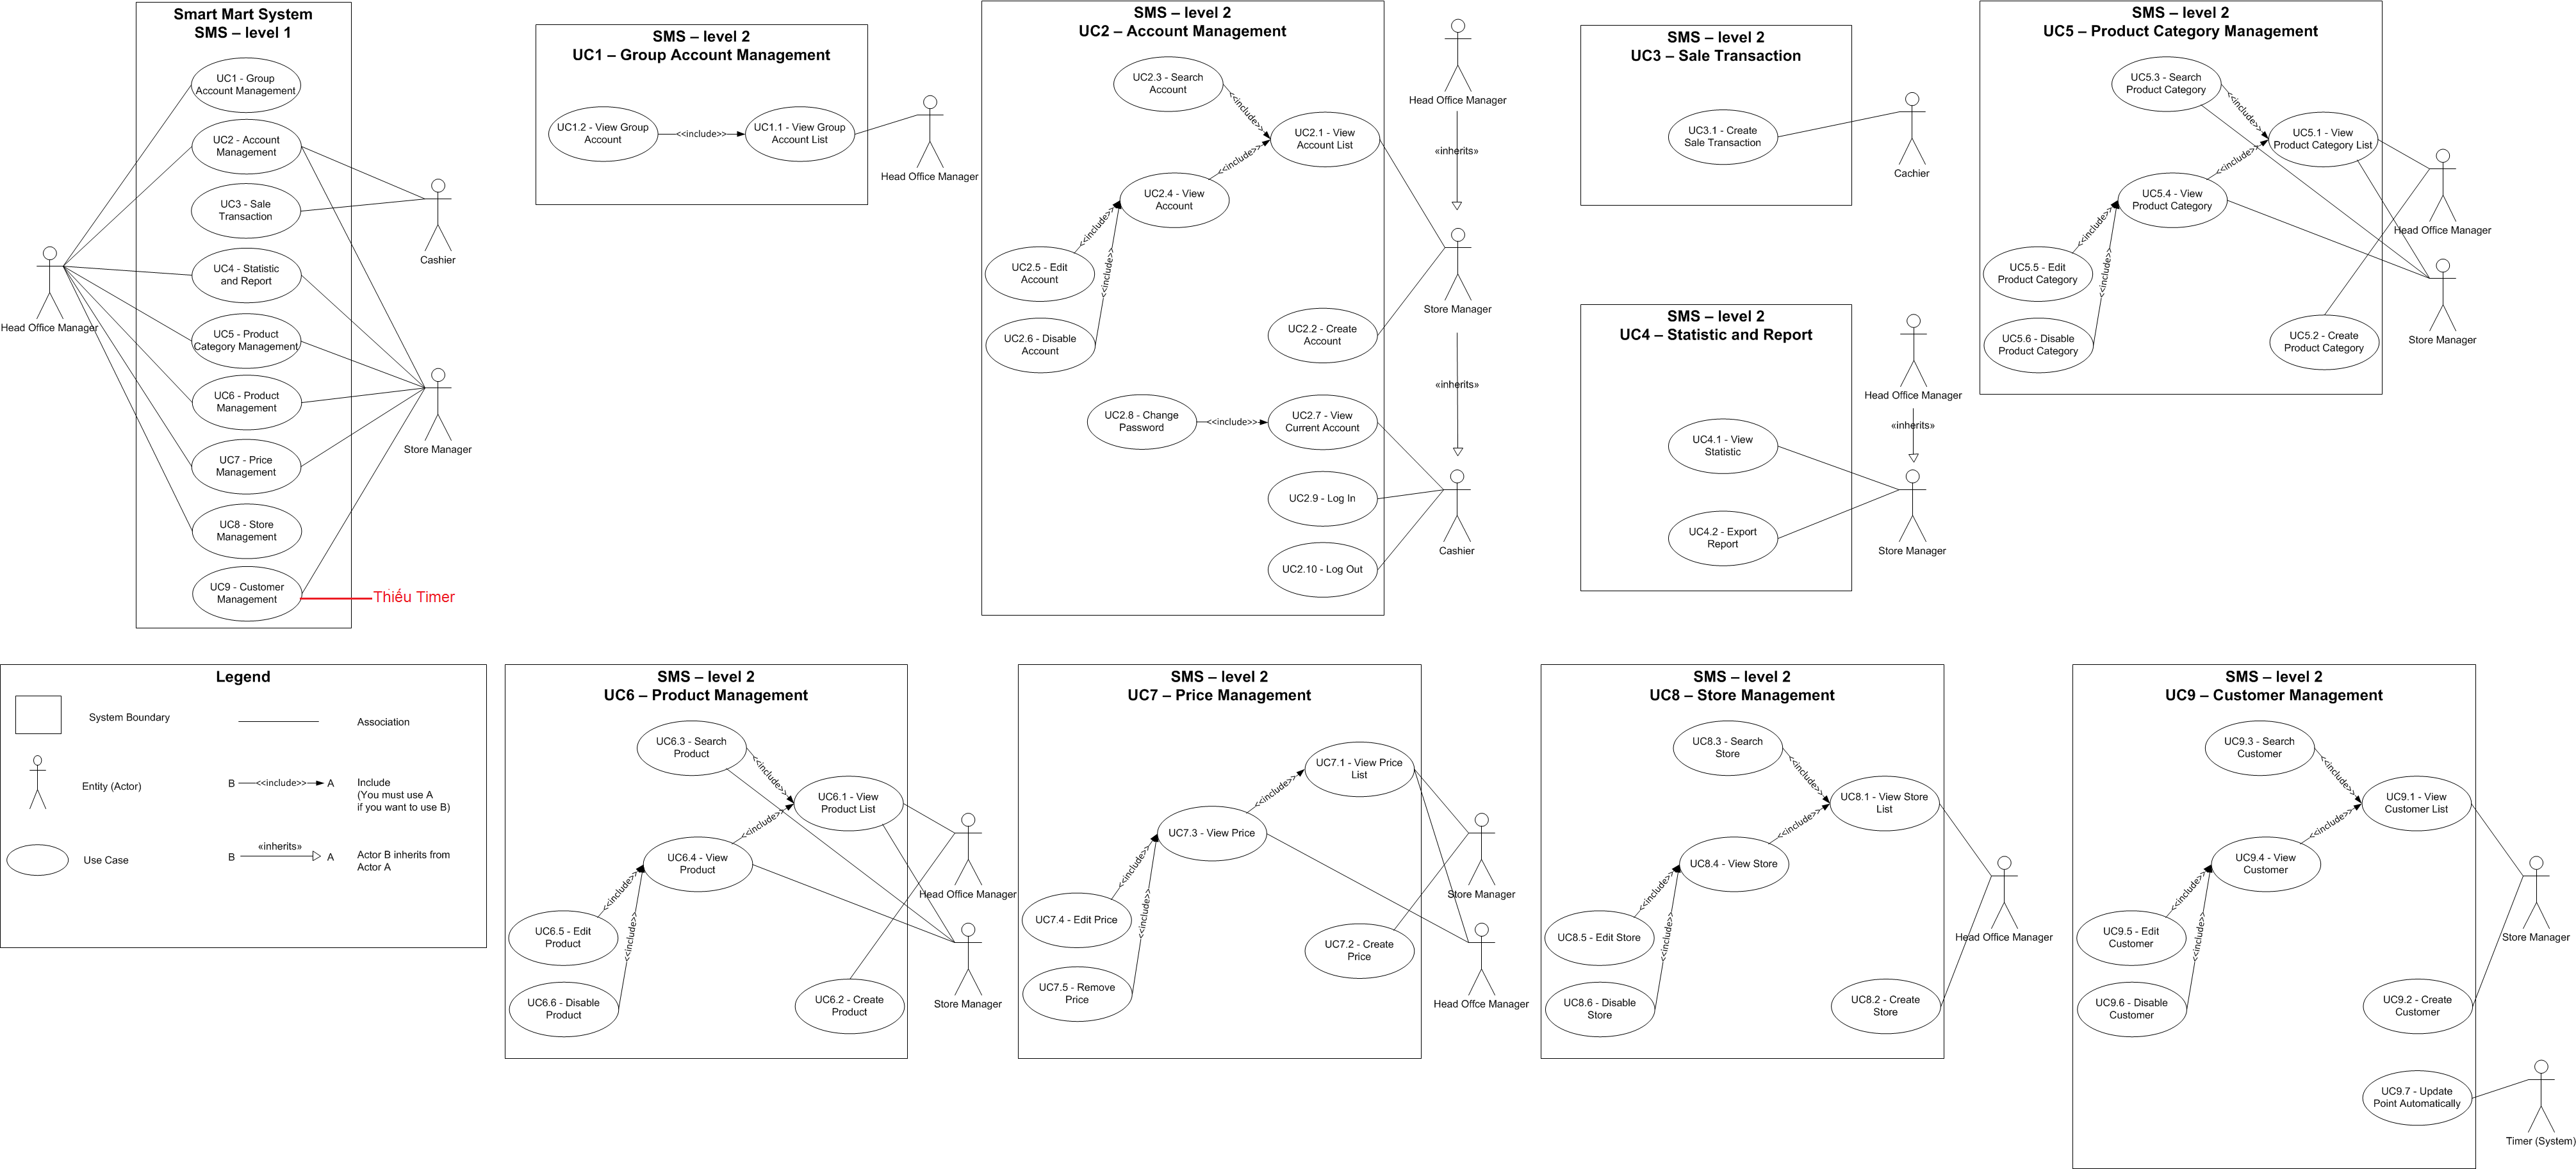 Smart Mart System
SMS – level 1
UC1 - Group
Account Management
UC2 - Account
Management
UC3 - Sale
Transaction
UC4 - Statistic
and Report
UC5 - Product
Category Management
UC6 - Product
Management
UC7 - Price
Management
UC8 - Store
Management
UC9 - Customer
Management
Head Office Manager
Cashier
Store Manager
Thiếu Timer
SMS – level 2
UC1 – Group Account Management
UC1.2 - View Group
Account
<<include>>
UC1.1 - View Group
Account List
Head Office Manager
SMS – level 2
UC2 – Account Management
UC2.3 - Search
Account
<<include>>
UC2.1 - View
Account List
<<include>>
UC2.4 - View
Account
<<include>>
UC2.5 - Edit
Account
<<include>>
UC2.6 - Disable
Account
UC2.2 - Create
Account
UC2.8 - Change
Password
<<include>>
UC2.7 - View
Current Account
UC2.9 - Log In
UC2.10 - Log Out
Head Office Manager
«inherits»
Store Manager
«inherits»
Cashier
SMS – level 2
UC3 – Sale Transaction
UC3.1 - Create
Sale Transaction
Cachier
SMS – level 2
UC4 – Statistic and Report
UC4.1 - View
Statistic
UC4.2 - Export
Report
Head Office Manager
«inherits»
Store Manager
SMS – level 2
UC5 – Product Category Management
UC5.3 - Search
Product Category
<<include>>
UC5.1 - View
Product Category List
<<include>>
UC5.4 - View
Product Category
<<include>>
UC5.5 - Edit
Product Category
<<include>>
UC5.6 - Disable
Product Category
UC5.2 - Create
Product Category
Head Office Manager
Store Manager
Legend
System Boundary
Association
Entity (Actor)
B
<<include>>
A
Include
(You must use A
if you want to use B)
Use Case
B
«inherits»
A
Actor B inherits from
Actor A
SMS – level 2
UC6 – Product Management
UC6.3 - Search
Product
<<include>>
UC6.1 - View
Product List
<<include>>
UC6.4 - View
Product
<<include>>
UC6.5 - Edit
Product
<<include>>
UC6.6 - Disable
Product
UC6.2 - Create
Product
Head Office Manager
Store Manager
SMS – level 2
UC7 – Price Management
UC7.1 - View Price
List
<<include>>
UC7.3 - View Price
<<include>>
UC7.4 - Edit Price
<<include>>
UC7.5 - Remove
Price
UC7.2 - Create
Price
Store Manager
Head Offce Manager
SMS – level 2
UC8 – Store Management
UC8.3 - Search
Store
<<include>>
UC8.1 - View Store
List
<<include>>
UC8.4 - View Store
<<include>>
UC8.5 - Edit Store
<<include>>
UC8.6 - Disable
Store
UC8.2 - Create
Store
Head Office Manager
SMS – level 2
UC9 – Customer Management
UC9.3 - Search
Customer
<<include>>
UC9.1 - View
Customer List
<<include>>
UC9.4 - View
Customer
<<include>>
UC9.5 - Edit
Customer
<<include>>
UC9.6 - Disable
Customer
UC9.2 - Create
Customer
Store Manager
UC9.7 - Update
Point Automatically
Timer (System)